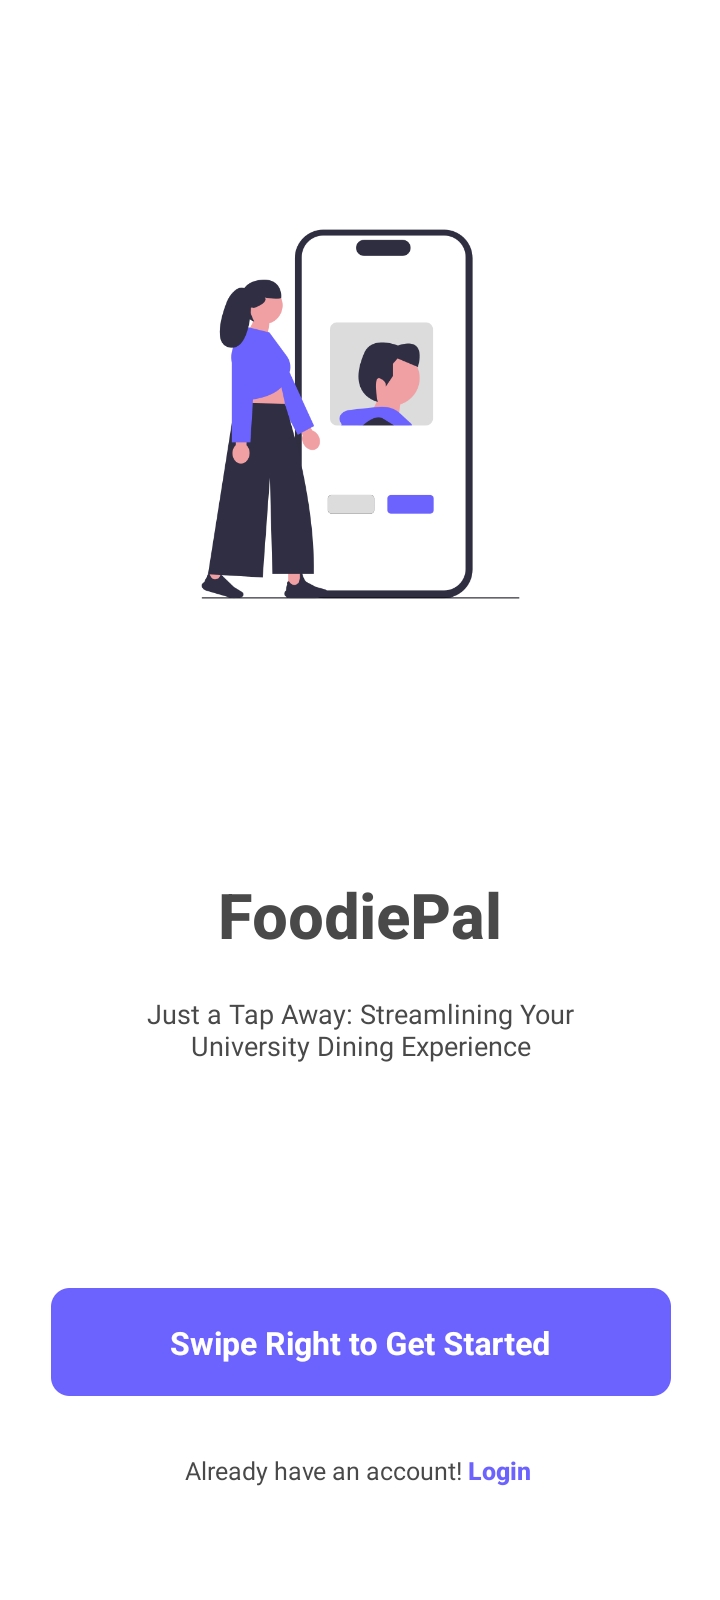 FoodiePal
Just a Tap Away: Streamlining Your
University Dining Experience
Swipe Right to Get Started
Already have an account! Login